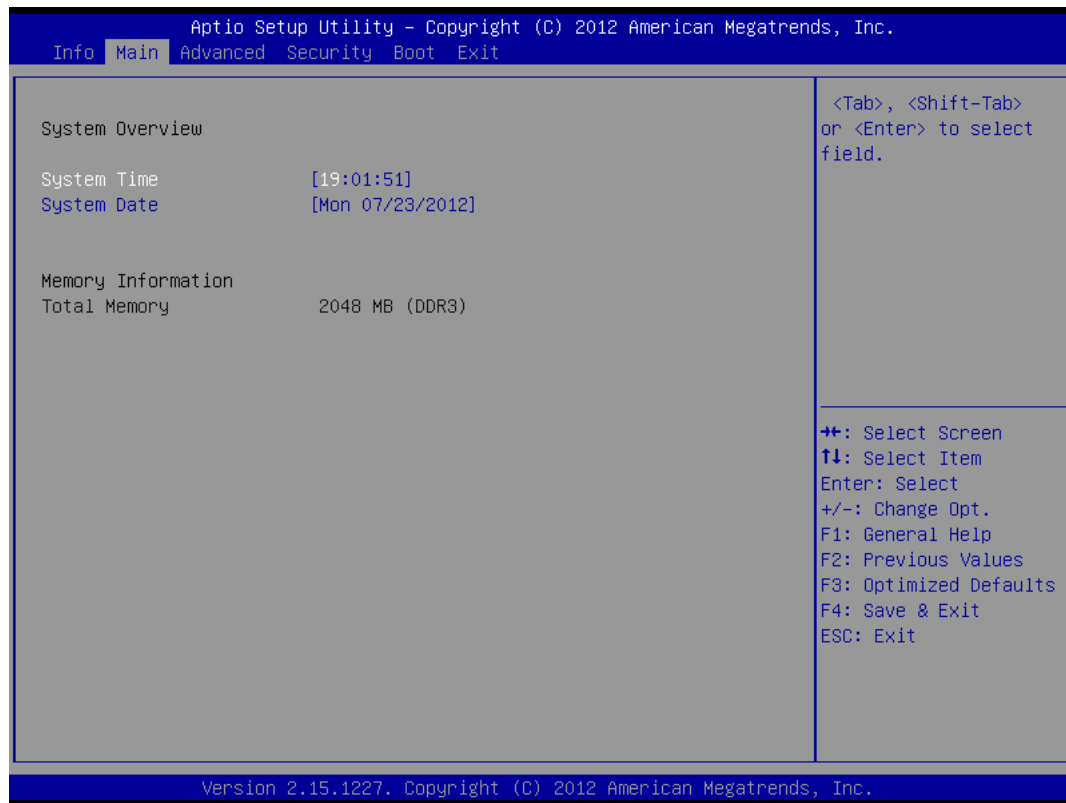 Aptio Setup Utility – Copyright (C) 2012 American Megatrends, Inc.
Info Main Advanced Security Boot Exit
System Overview
System Time [19:01:51]
System Date [Mon 07/23/2012]
Memory Information
Total Memory 2048 MB (DDR3)
<Tab>, <Shift-Tab>
or <Enter> to select
field.
→←: Select Screen
↑↓: Select Item
Enter: Select
+/-: Change Opt.
F1: General Help
F2: Previous Values
F3: Optimized Defaults
F4: Save & Exit
ESC: Exit
Version 2.15.1227. Copyright (C) 2012 American Megatrends, Inc.